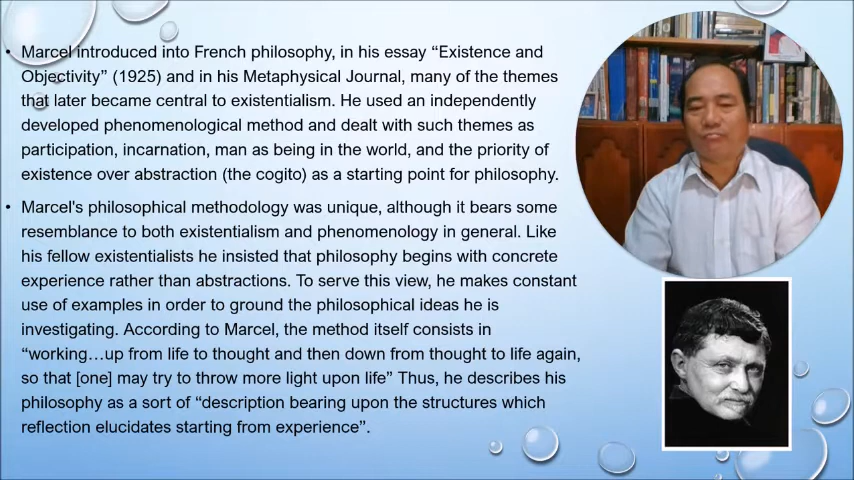 • Marcel introduced into French philosophy, in his essay “Existence and
Objectivity” (1925) and in his Metaphysical Journal, many of the themes
that later became central to existentialism. He used an independently
developed phenomenological method and dealt with such themes as
participation, incarnation, man as being in the world, and the priority of
existence over abstraction (the cogito) as a starting point for philosophy.
• Marcel's philosophical methodology was unique, although it bears some
resemblance to both existentialism and phenomenology in general. Like
his fellow existentialists he insisted that philosophy begins with concrete
experience rather than abstractions. To serve this view, he makes constant
use of examples in order to ground the philosophical ideas he is
investigating. According to Marcel, the method itself consists in
“working…up from life to thought and then down from thought to life again,
so that [one] may try to throw more light upon life” Thus, he describes his
philosophy as a sort of “description bearing upon the structures which
reflection elucidates starting from experience”.